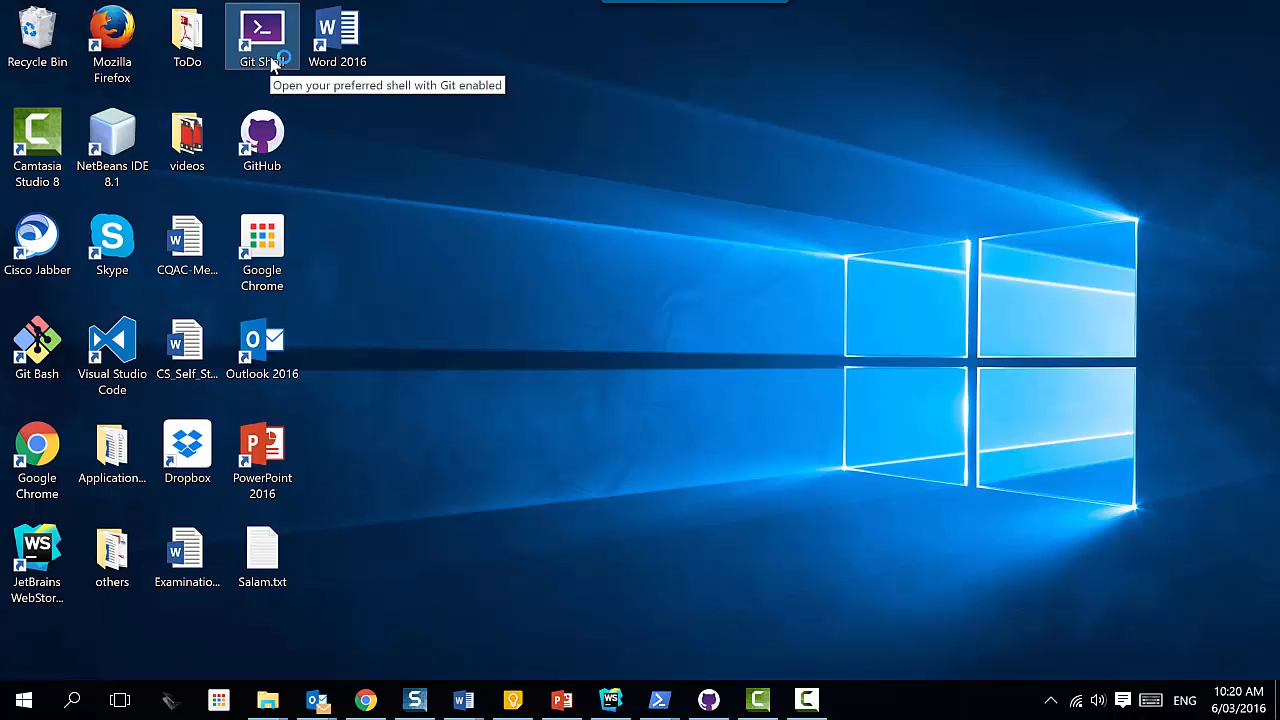 Recycle Bin
Mozilla
Firefox
ToDo
Word 2016
Open your preferred shell with Git enabled
Camtasia
Studio 8
NetBeans IDE
8.1
videos
GitHub
Cisco Jabber
Skype
CQAC-Me...
Google
Chrome
Git Bash
Visual Studio
Code
CS_Self_St...
Outlook 2016
Google
Chrome
Application...
Dropbox
PowerPoint
2016
WS
JetBrains
WebStor...
others
Examinatio...
Salam.txt
ENG
10:20 AM
6/03/2016